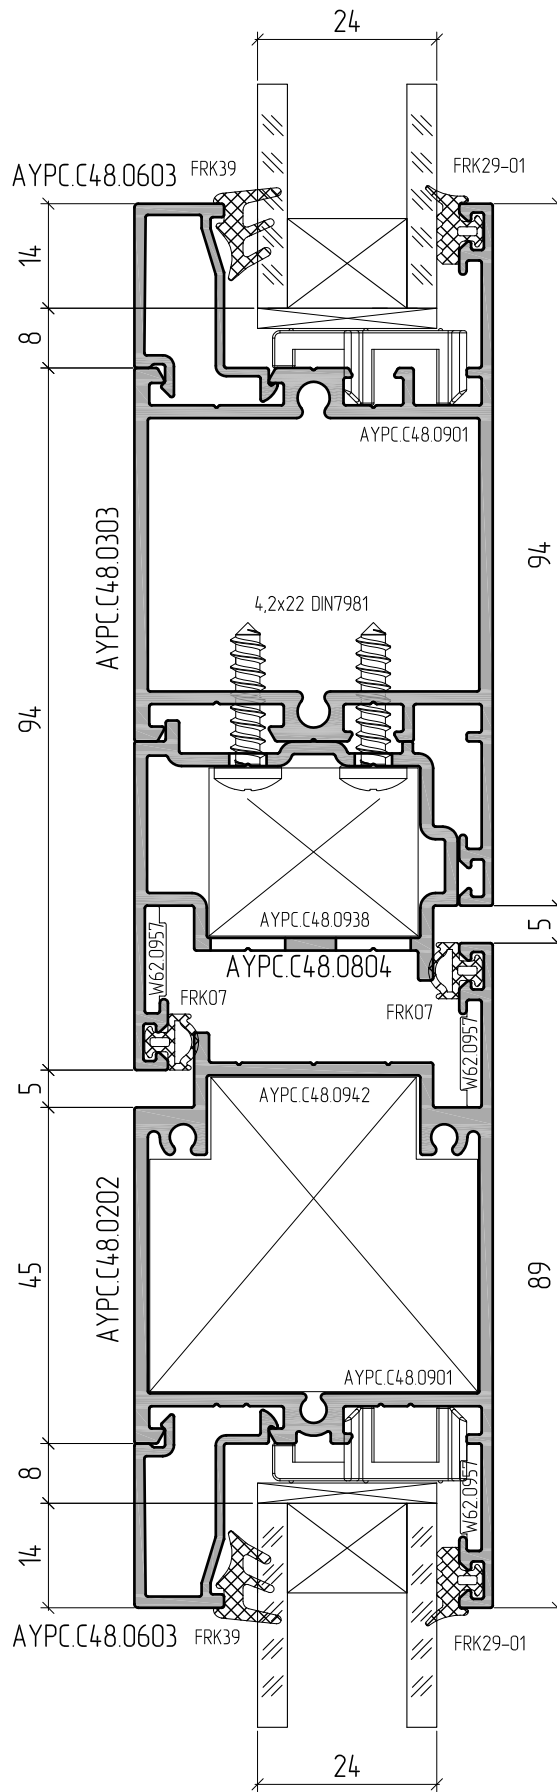 24
AYPC.C48.0603
FRK39
FRK29-01
14
8
AYPC.C48.0901
AYPC.C48.0303
94
4,2x22 DIN7981
94
AYPC.C48.0938
5
W62.0957
AYPC.C48.0804
FRK07
FRK07
W62.0957
5
AYPC.C48.0942
AYPC.C48.0202
45
89
AYPC.C48.0901
8
W62.0957
14
AYPC.C48.0603
FRK39
FRK29-01
24